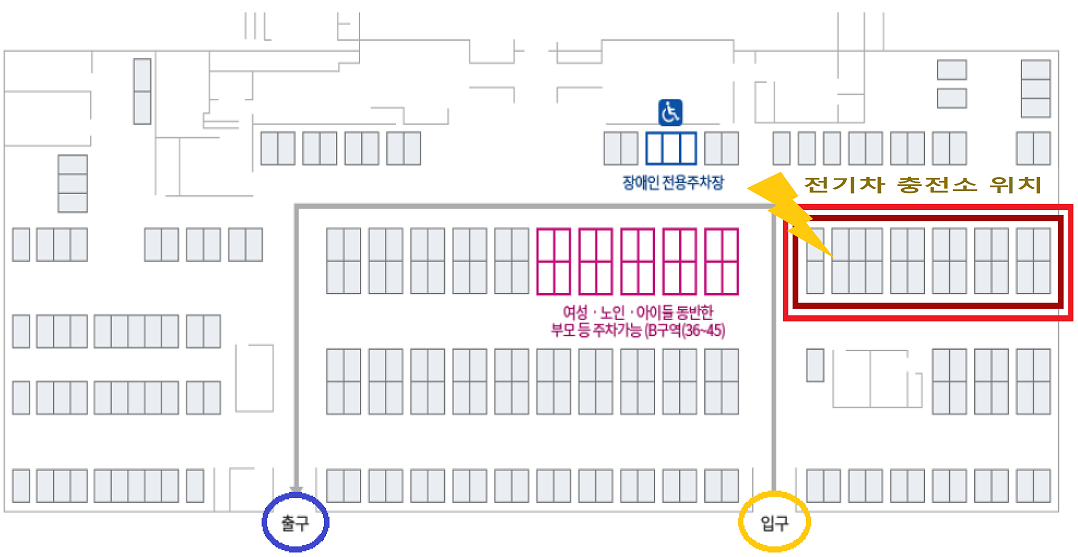 장애인 전용주차장
전기차 충전소 위치
여성 · 노인 · 아이들 동반한
부모 등 주차가능 (B구역(36~45)
출구
입구